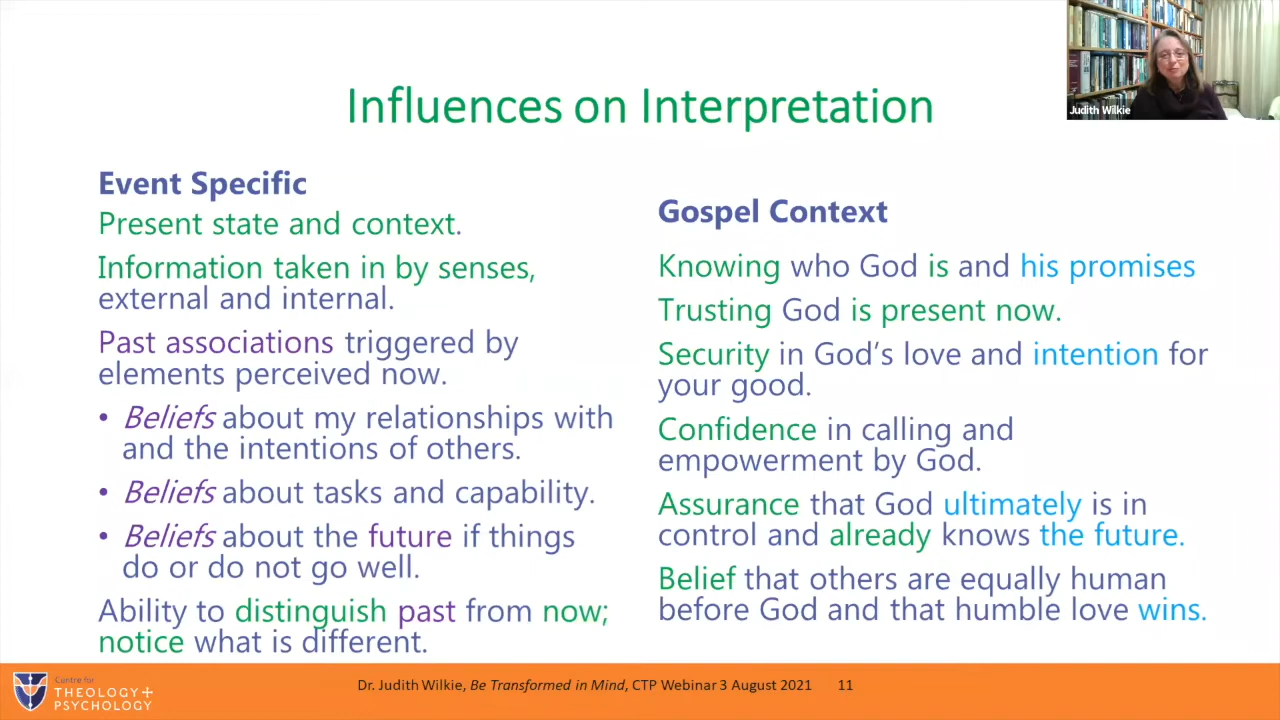 Influences on Interpretation
Judith Wilkie
Event Specific
Present state and context.
Information taken in by senses,
external and internal.
Past associations triggered by
elements perceived now.
• Beliefs about my relationships with
and the intentions of others.
• Beliefs about tasks and capability.
• Beliefs about the future if things
do or do not go well.
Ability to distinguish past from now;
notice what is different.
Gospel Context
Knowing who God is and his promises
Trusting God is present now.
Security in God's love and intention for
your good.
Confidence in calling and
empowerment by God.
Assurance that God ultimately is in
control and already knows the future.
Belief that others are equally human
before God and that humble love wins.
Centre for
THEOLOGY+
PSYCHOLOGY
Dr. Judith Wilkie, Be Transformed in Mind, CTP Webinar 3 August 2021 11